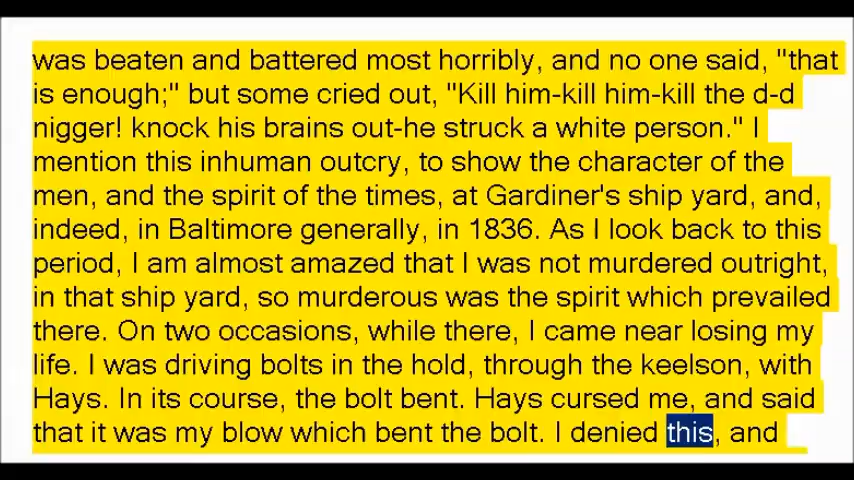 was beaten and battered most horribly, and no one said, "that
is enough;" but some cried out, "Kill him-kill him-kill the d-d
nigger! knock his brains out-he struck a white person." I
mention this inhuman outcry, to show the character of the
men, and the spirit of the times, at Gardiner's ship yard, and,
indeed, in Baltimore generally, in 1836. As I look back to this
period, I am almost amazed that I was not murdered outright,
in that ship yard, so murderous was the spirit which prevailed
there. On two occasions, while there, I came near losing my
life. I was driving bolts in the hold, through the keelson, with
Hays. In its course, the bolt bent. Hays cursed me, and said
that it was my blow which bent the bolt. I denied this, and